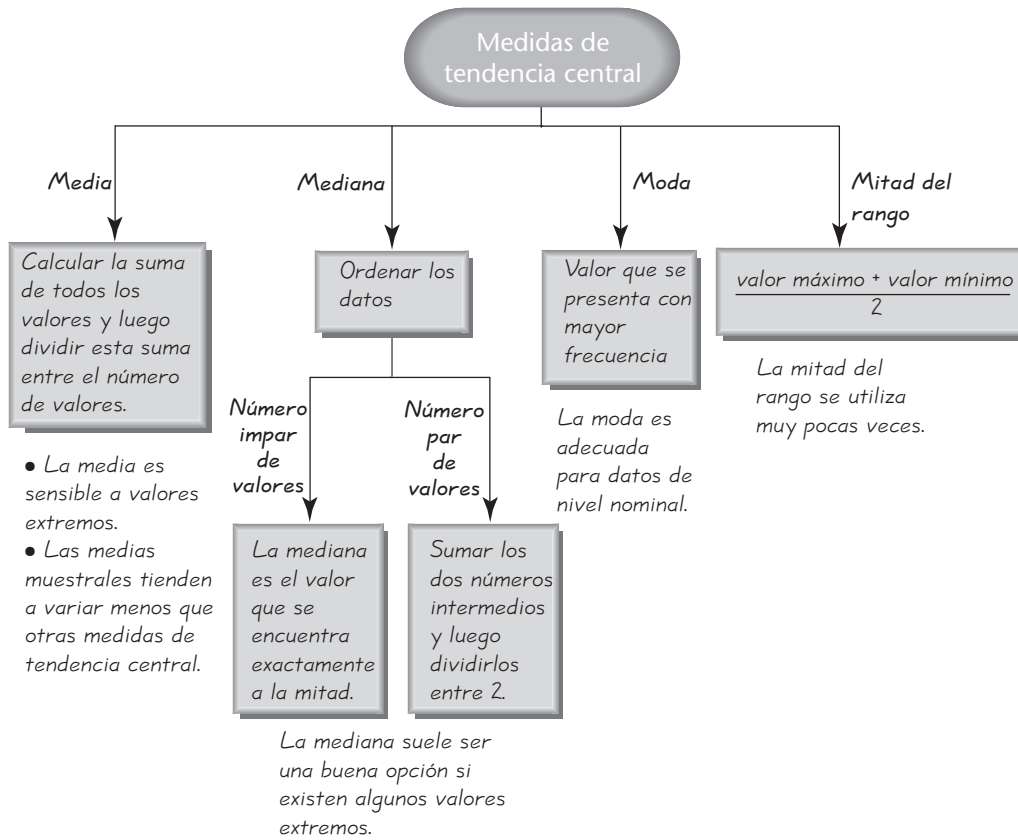 Medidas de
tendencia central
Media
Calcular la suma
de todos los
valores y luego
dividir esta suma
entre el número
de valores.
● La media es
sensible a valores
extremos.
● Las medias
muestrales tienden
a variar menos que
otras medidas de
tendencia central.
Mediana
Ordenar los
datos
Número
impar
de
valores
La mediana
es el valor
que se
encuentra
exactamente
a la mitad.
Número
par
de
valores
Sumar los
dos números
intermedios
y luego
dividirlos
entre 2.
La mediana suele ser
una buena opción si
existen algunos valores
extremos.
Moda
Valor que se
presenta con
mayor
frecuencia
La moda es
adecuada
para datos de
nivel nominal.
Mitad del
rango
valor máximo + valor mínimo
2
La mitad del
rango se utiliza
muy pocas veces.